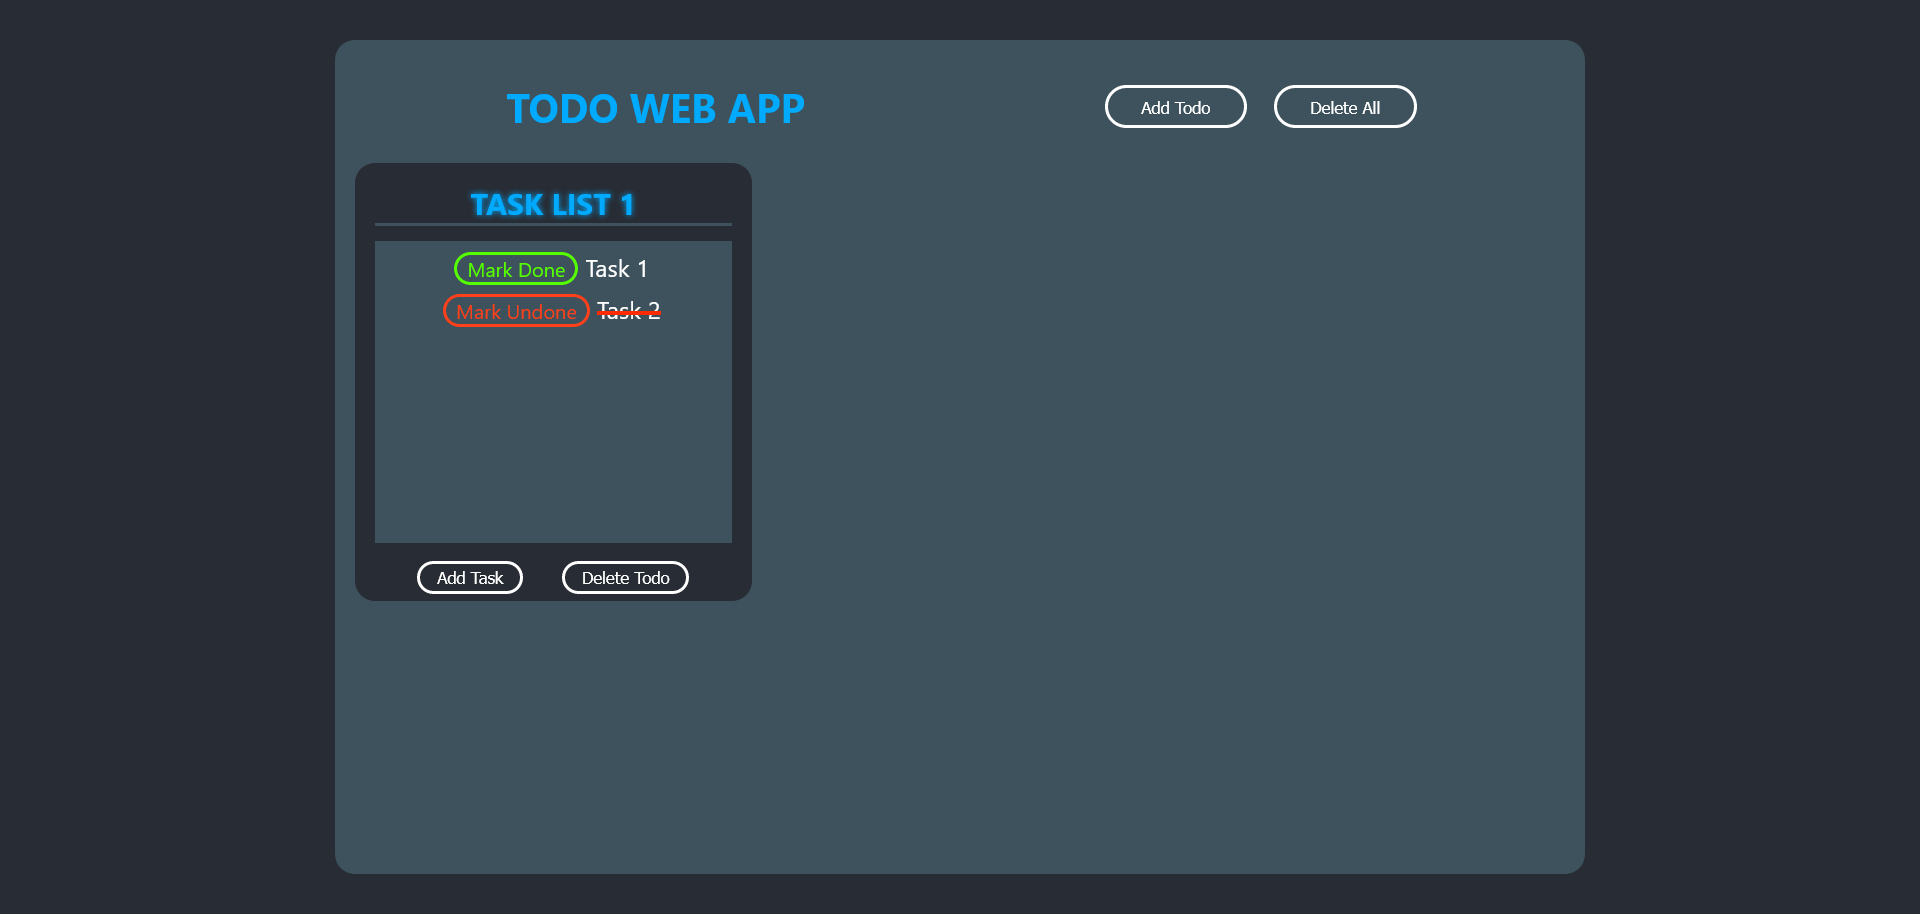 TODO WEB APP
Add Todo
Delete All
TASK LIST 1
Mark Done Task 1
Mark Undone Task 2
Add Task
Delete Todo